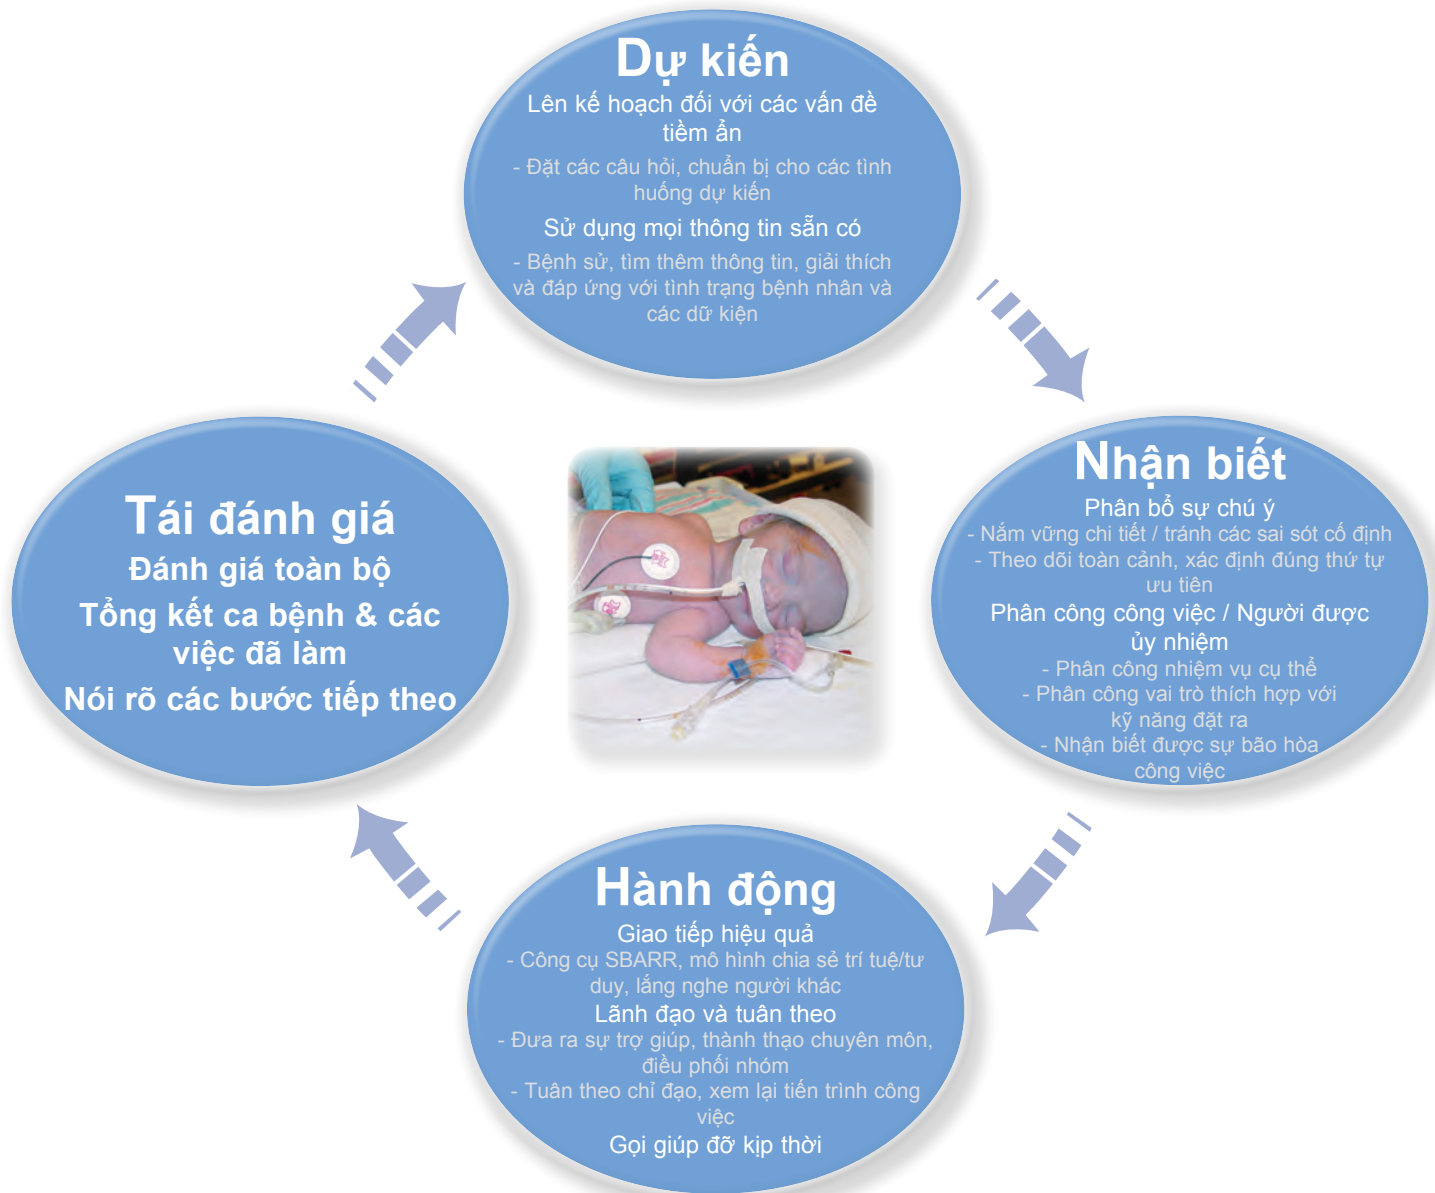 Dự kiến
Lên kế hoạch đối với các vấn đề
tiềm ẩn
- Đặt các câu hỏi, chuẩn bị cho các tình
huống dự kiến
Sử dụng mọi thông tin sẵn có
- Bệnh sử, tìm thêm thông tin, giải thích
và đáp ứng với tình trạng bệnh nhân và
các dữ kiện
Nhận biết
Phân bổ sự chú ý
- Nắm vững chi tiết / tránh các sai sót cố định
- Theo dõi toàn cảnh, xác định đúng thứ tự
ưu tiên
Phân công công việc / Người được
ủy nhiệm
- Phân công nhiệm vụ cụ thể
- Phân công vai trò thích hợp với
kỹ năng đặt ra
- Nhận biết được sự bão hòa
công việc
Hành động
Giao tiếp hiệu quả
- Công cụ SBARR, mô hình chia sẻ trí tuệ/tư
duy, lắng nghe người khác
Lãnh đạo và tuân theo
- Đưa ra sự trợ giúp, thành thạo chuyên môn,
điều phối nhóm
- Tuân theo chỉ đạo, xem lại tiến trình công
việc
Gọi giúp đỡ kịp thời
Tái đánh giá
Đánh giá toàn bộ
Tổng kết ca bệnh & các
việc đã làm
Nói rõ các bước tiếp theo